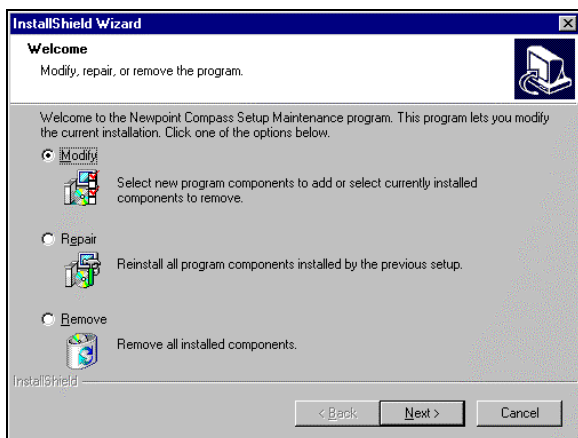 InstallShield Wizard
Welcome
Modify, repair, or remove the program.
Welcome to the Newpoint Compass Setup Maintenance program. This program lets you modify
the current installation. Click one of the options below.
Modify
Select new program components to add or select currently installed
components to remove.
Repair
Reinstall all program components installed by the previous setup.
Remove
Remove all installed components.
InstallShield
< Back Next > Cancel